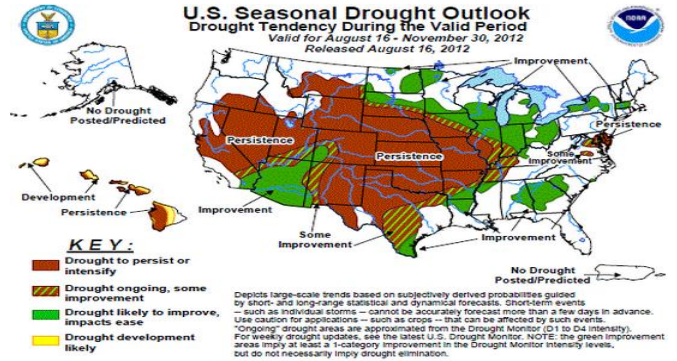 U.S. Seasonal Drought Outlook
Drought Tendency During the Valid Period
Valid for August 16 - November 30, 2012
Released August 16, 2012
NOAA
Improvement
No Drought
Posted/Predicted
Persistence
Persistence
Persistence
Some
Improvement
Development
Persistence
Improvement
Some
Improvement
Improvement
KEY:
Drought to persist or
intensify
Drought ongoing, some
improvement
Drought likely to improve,
impacts ease
Drought development
likely
No Drought
Posted/Predicted
Depicts large-scale trends based on subjectively derived probabilities guided
by short- and long-range statistical and dynamical forecasts. Short-term events
-- such as individual storms -- cannot be accurately forecast more than a few days in advance.
Use caution for applications -- such as crops -- that can be affected by such events.
"Ongoing" drought areas are approximated from the Drought Monitor (D1 to D4 intensity).
For weekly drought updates, see the latest U.S. Drought Monitor. NOTE: the green improvement
areas imply at least a 1-category improvement in the Drought Monitor intensity levels,
but do not necessarily imply drought elimination.